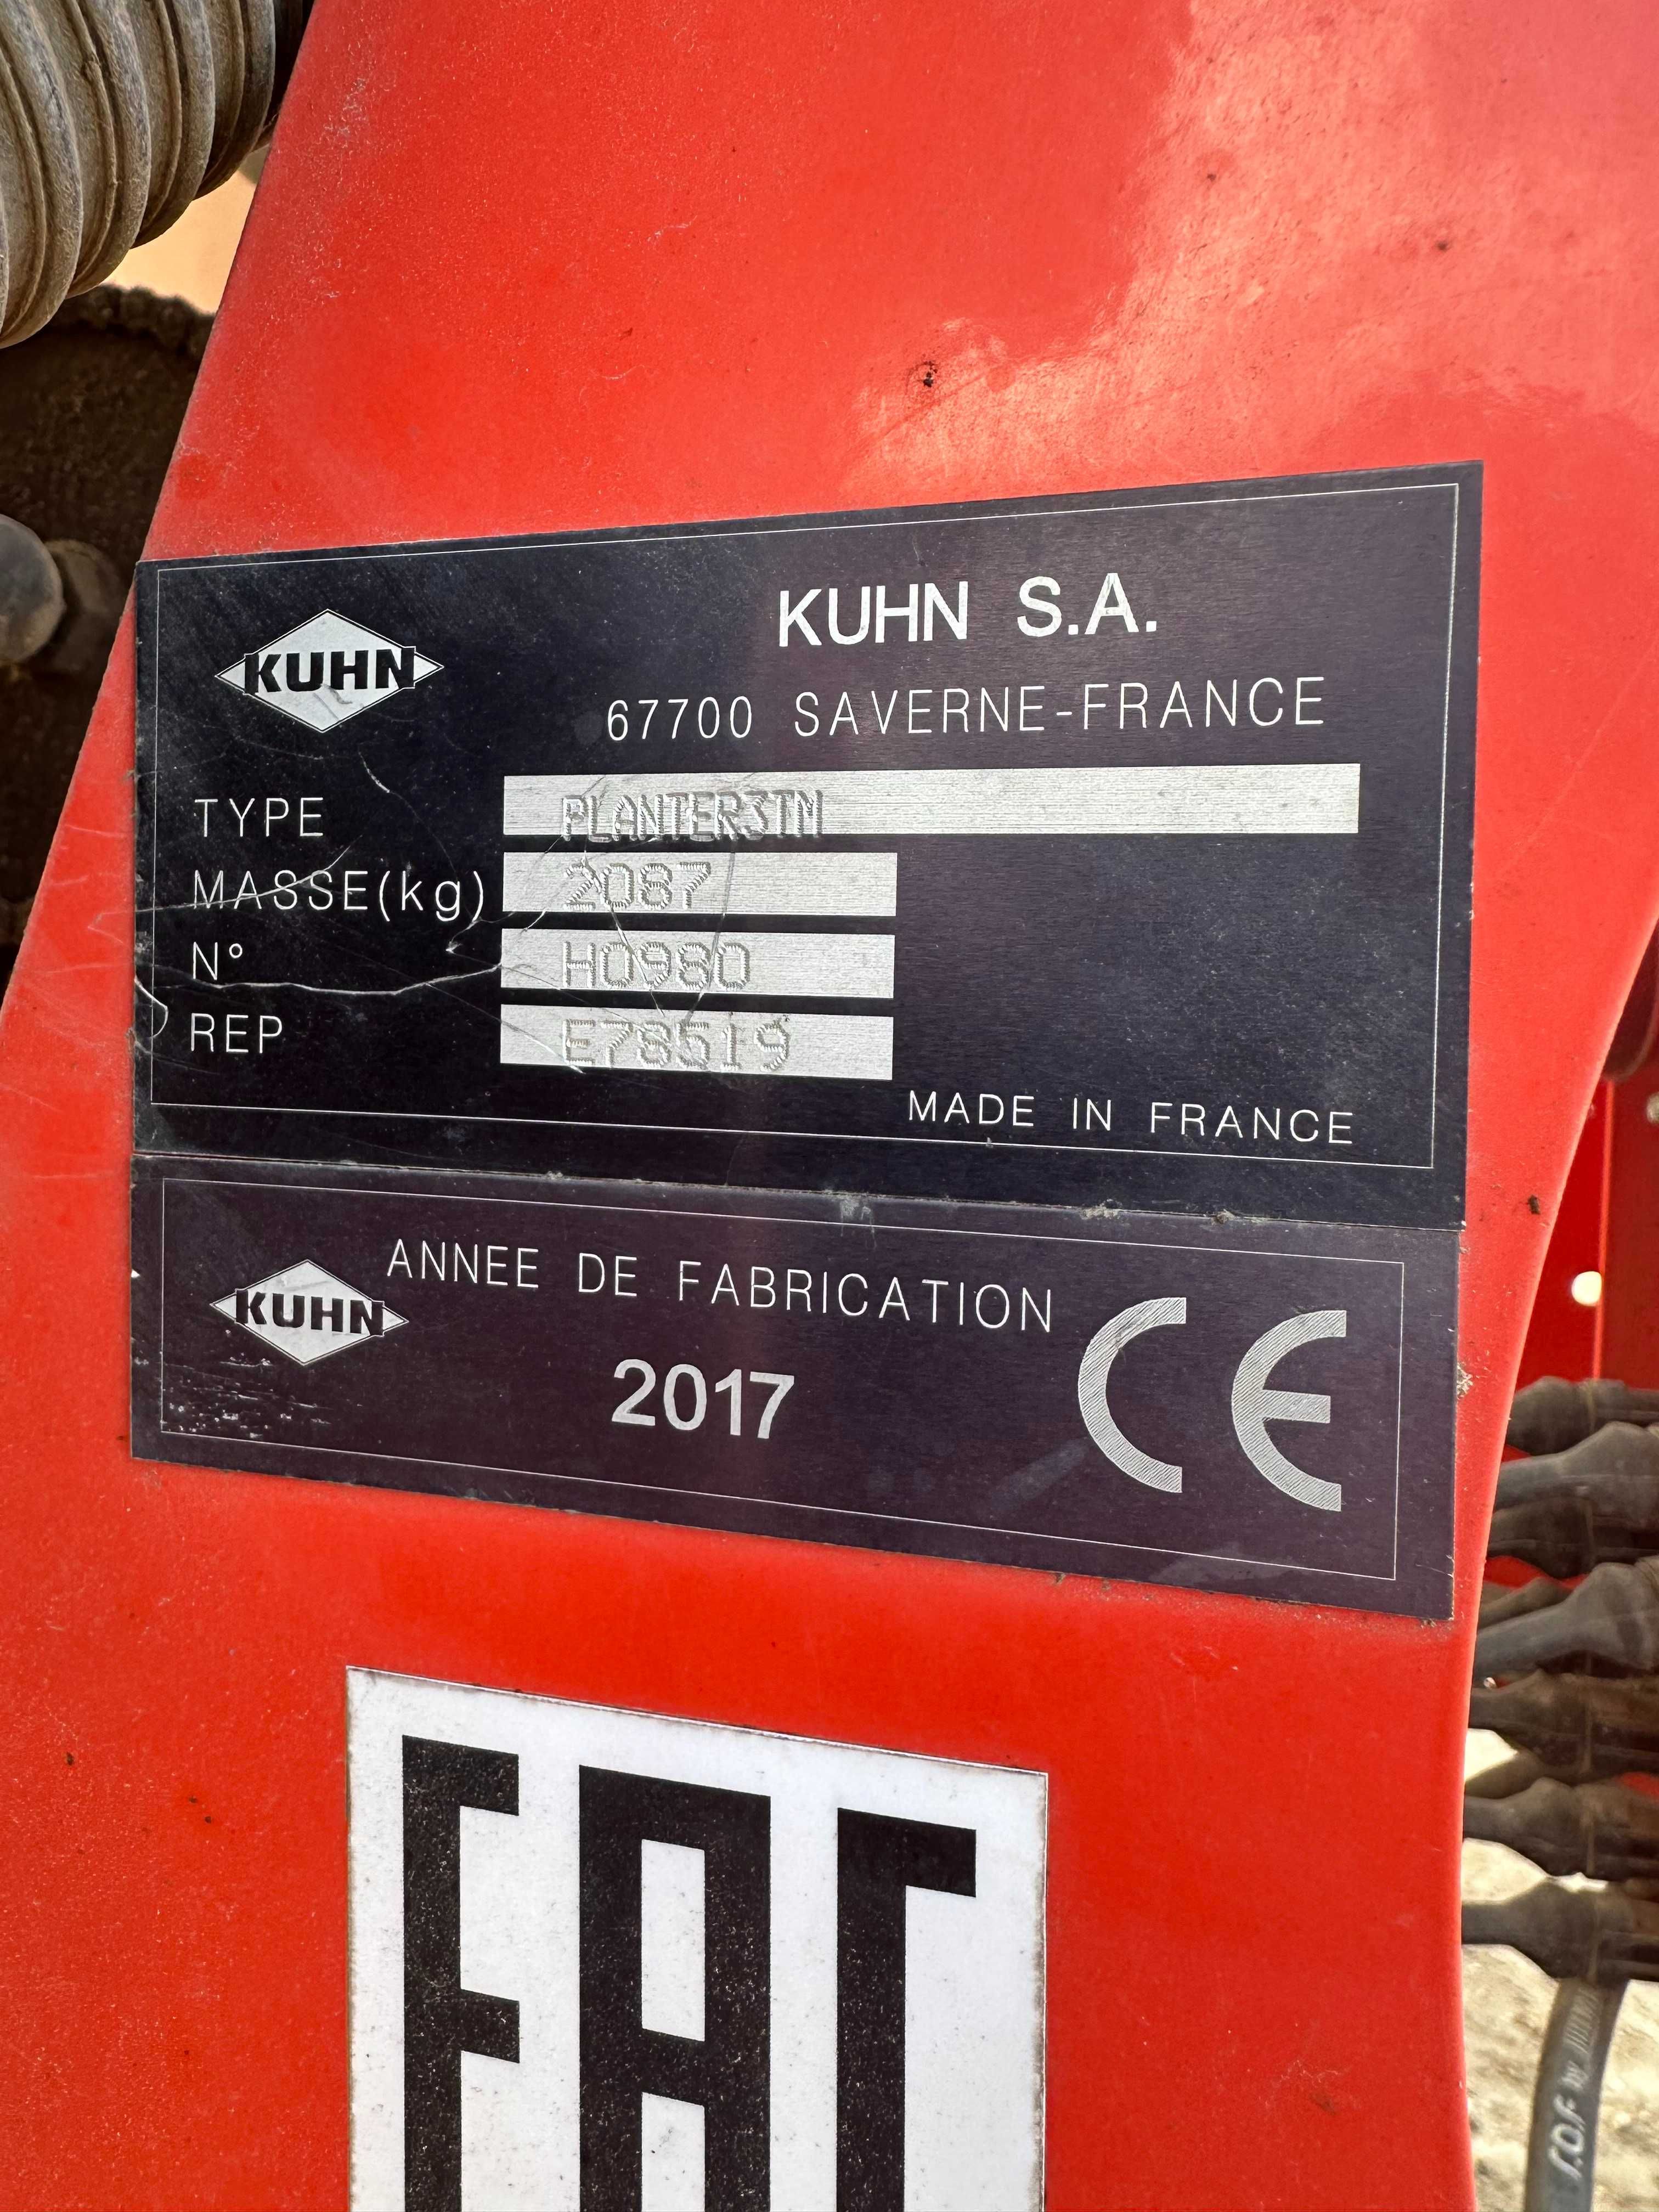 KUHN
KUHN S.A.
67700 SAVERNE-FRANCE
TYPE PLANTER3TM
MASSE(kg) 2087
N° H0980
REP E78519
MADE IN FRANCE
KUHN
ANNEE DE FABRICATION
2017
CE
EAC